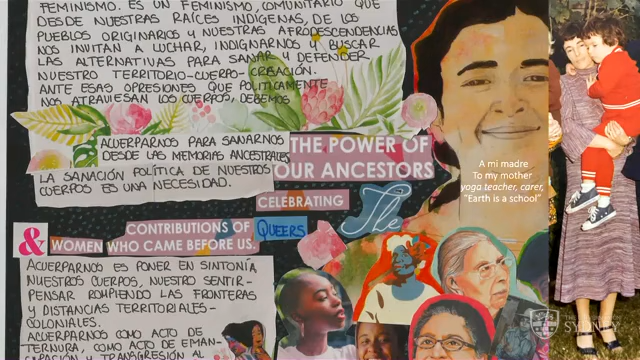 FEMINISMO. ES UN FEMINISMO, COMUNITARIO QUE
DESDE NUESTRAS RAÍCES INDÍGENAS, DE LOS
PUEBLOS ORIGINARIOS Y NUESTRAS AFRODESCENDENCIAS
NOS INVITAN A LUCHAR, INDIGNARNOS Y BUSCAR
LAS ALTERNATIVAS PARA SANAR Y DEFENDER
NUESTRO TERRITORIO-CUERPO-CREACIÓN.
ANTE ESAS OPRESIONES QUE POLITICAMENTE
NOS ATRAVIESAN LOS CUERPOS, DEBEMOS
ACUERPARNOS PARA SANARNOS
DESDE LAS MEMORIAS ANCESTRALES
LA SANACIÓN POLÍTICA DE NUESTROS
CUERPOS ES UNA NECESIDAD.
THE POWER OF
OUR ANCESTORS
CELEBRATING
The
CONTRIBUTIONS OF QUEERS
& WOMEN WHO CAME BEFORE US.
ACUERPARNOS ES PONER EN SINTONÍA
NUESTROS CUERPOS, NUESTRO SENTIR-
PENSAR ROMPIENDO LAS FRONTERAS
Y DISTANCIAS TERRITORIALES-
COLONIALES.
ACUERPARNOS COMO ACTO DE
TERNURA, COMO ACTO DE EMAN-
CIPACIÓN Y TRANSGRESIÓN AL
A mi madre
To my mother
yoga teacher, carer,
"Earth is a school"
SYDNEY